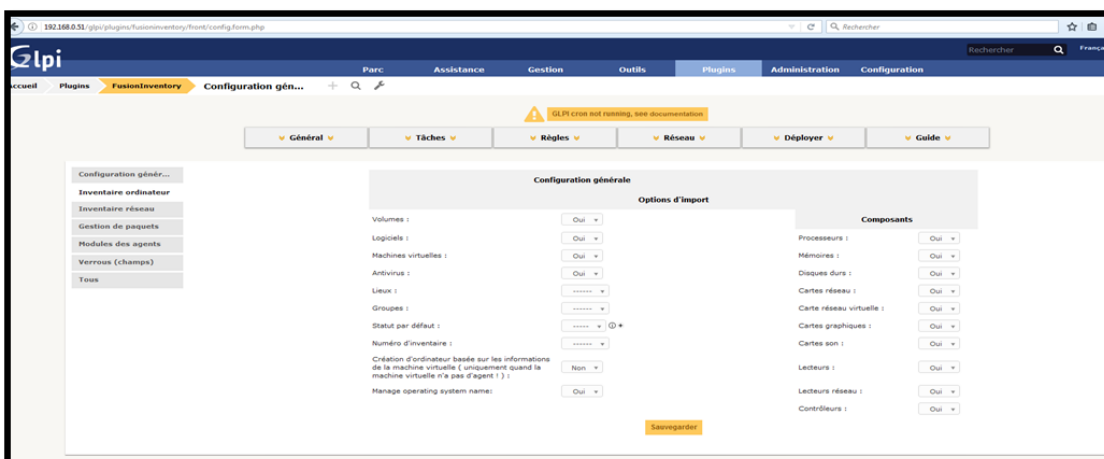 192.168.0.51/glpi/plugins/fusioninventory/front/config.form.php
Rechercher
Glpi
Rechercher
Françai
Parc Assistance Gestion Outils Plugins Administration Configuration
ccueil Plugins FusionInventory Configuration gén...
GLPI cron not running, see documentation
Général Tâches Règles Réseau Déployer Guide
Configuration génér...
Inventaire ordinateur
Inventaire réseau
Gestion de paquets
Modules des agents
Verrous (champs)
Tous
Configuration générale
Options d'import
Volumes : Oui
Logiciels : Oui
Machines virtuelles : Oui
Antivirus : Oui
Lieux : ------
Groupes : ------
Statut par défaut : -----
Numéro d'inventaire : ------
Création d'ordinateur basée sur les informations
de la machine virtuelle ( uniquement quand la
machine virtuelle n'a pas d'agent ! ) : Non
Manage operating system name: Oui
Composants
Processeurs : Oui
Mémoires : Oui
Disques durs : Oui
Cartes réseau : Oui
Carte réseau virtuelle : Oui
Cartes graphiques : Oui
Cartes son : Oui
Lecteurs : Oui
Lecteurs réseau : Oui
Contrôleurs : Oui
Sauvegarder